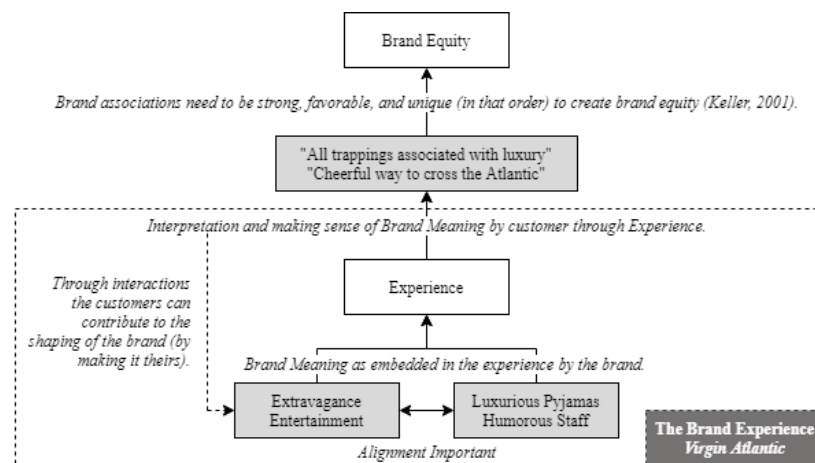 Brand Equity
Brand associations need to be strong, favorable, and unique (in that order) to create brand equity (Keller, 2001).
"All trappings associated with luxury"
"Cheerful way to cross the Atlantic"
Interpretation and making sense of Brand Meaning by customer through Experience.
Through interactions
the customers can
contribute to the
shaping of the brand (by
making it theirs).
Experience
Brand Meaning as embedded in the experience by the brand.
Extravagance
Entertainment
Luxurious Pyjamas
Humorous Staff
Alignment Important
The Brand Experience
Virgin Atlantic